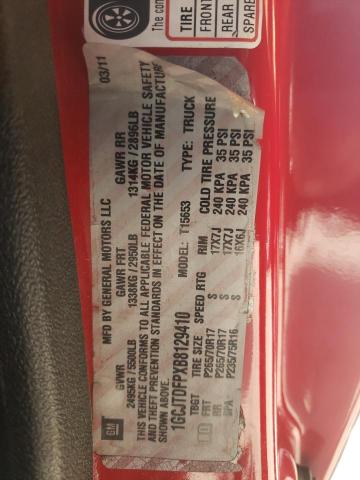 TIRE
FRONT
REAR
SPARE
MFD BY GENERAL MOTORS LLC
03/11
GVWR
GAWR FRT
GAWR RR
2495KG / 5500LB
1338KG / 2950LB
1314KG / 2896LB
THIS VEHICLE CONFORMS TO ALL APPLICABLE FEDERAL MOTOR VEHICLE SAFETY
AND THEFT PREVENTION STANDARDS IN EFFECT ON THE DATE OF MANUFACTURE
SHOWN ABOVE.
1GCJTDFPXB8129410
MODEL: T15653
TYPE: TRUCK
TBGT TIRE SIZE SPEED RTG RIM COLD TIRE PRESSURE
FRT P265/70R17 S 17X7J 240 KPA 35 PSI
RR P265/70R17 S 17X7J 240 KPA 35 PSI
SPA P235/75R16 S 16X6J 240 KPA 35 PSI
GM